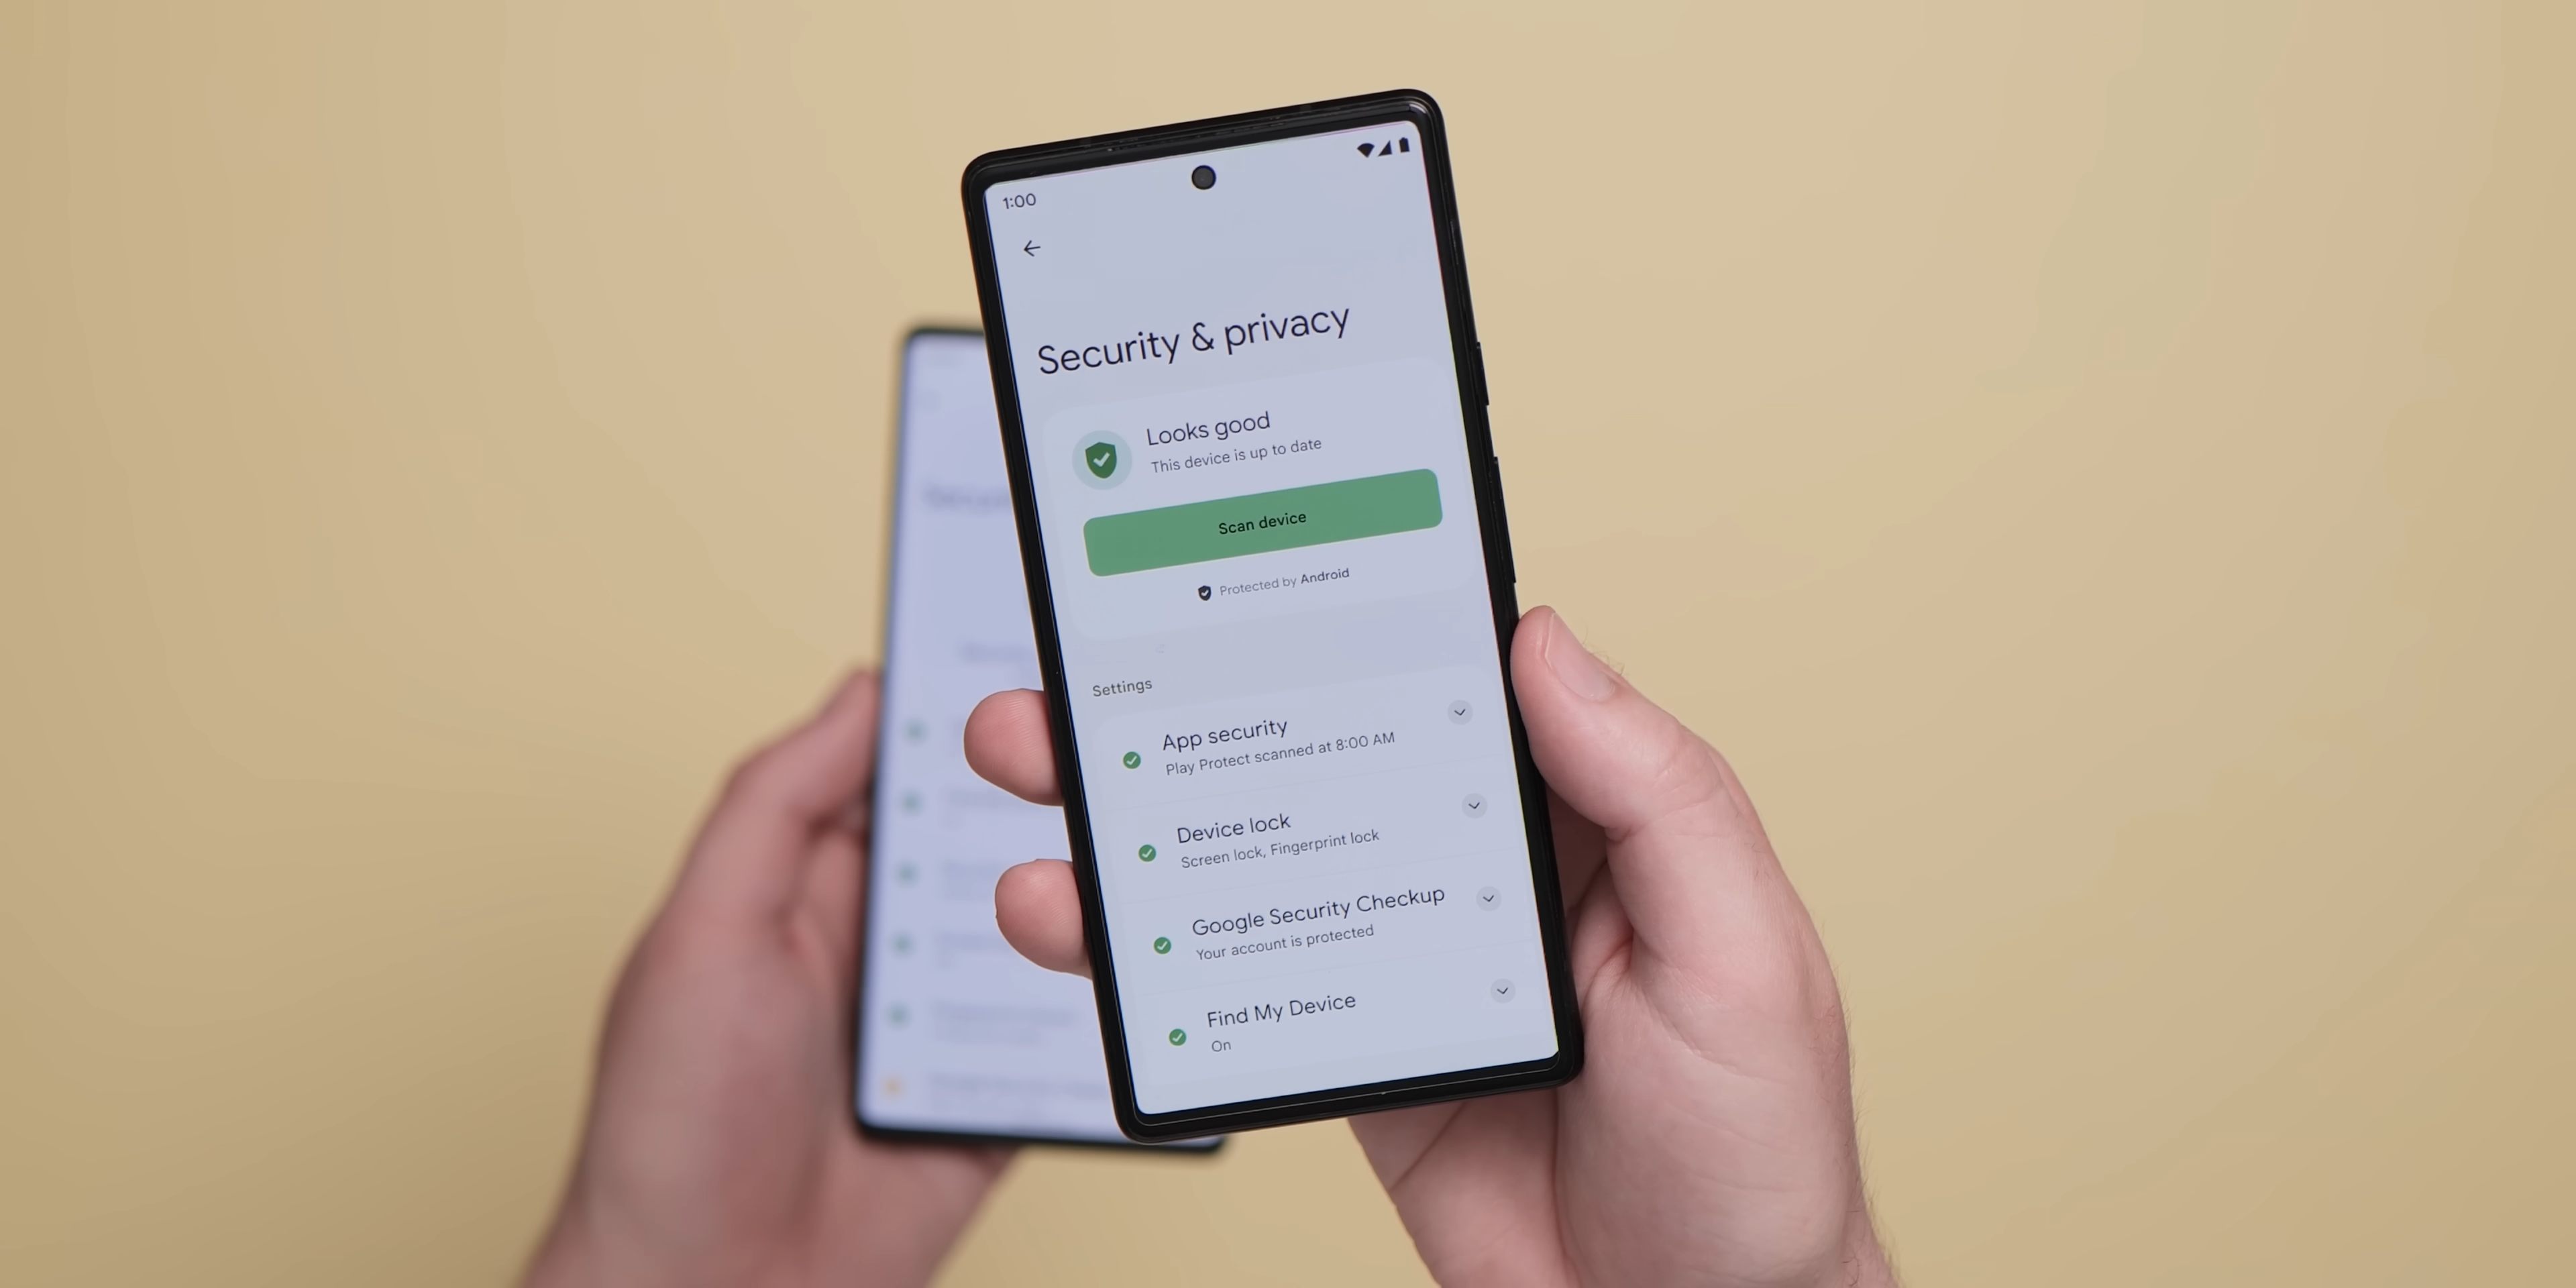 1:00
Security & privacy
Looks good
This device is up to date
Scan device
Protected by Android
Settings
App security
Play Protect scanned at 8:00 AM
Device lock
Screen lock, Fingerprint lock
Google Security Checkup
Your account is protected
Find My Device
On